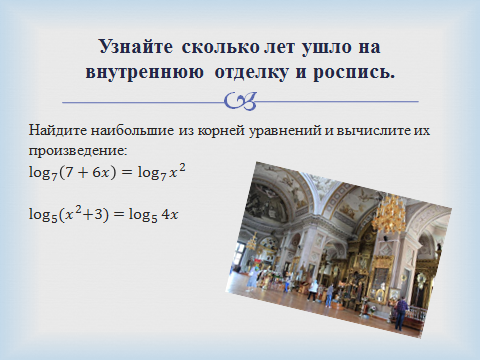 Узнайте сколько лет ушло на
внутреннюю отделку и роспись.
Найдите наибольшие из корней уравнений и вычислите их
произведение:
log₇(7 + 6𝑥) = log₇ 𝑥²
log₅(𝑥²+3) = log₅ 4𝑥